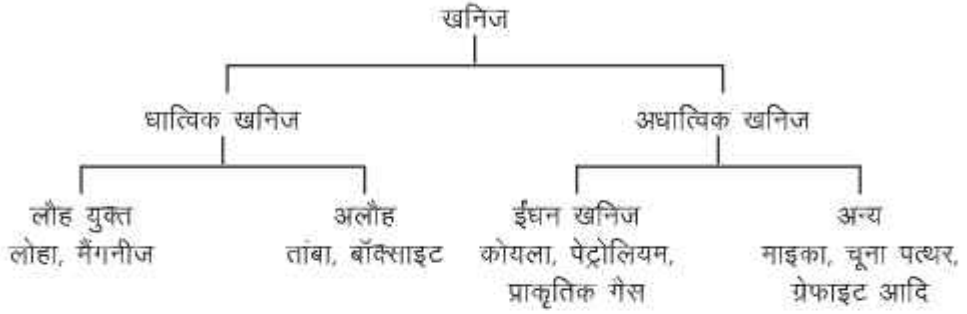 खनिज
धात्विक खनिज
अधात्विक खनिज
लौह युक्त
लोहा, मैंगनीज
अलौह
तांबा, बॉक्साइट
ईंधन खनिज
कोयला, पेट्रोलियम,
प्राकृतिक गैस
अन्य
माइका, चूना पत्थर,
ग्रेफाइट आदि